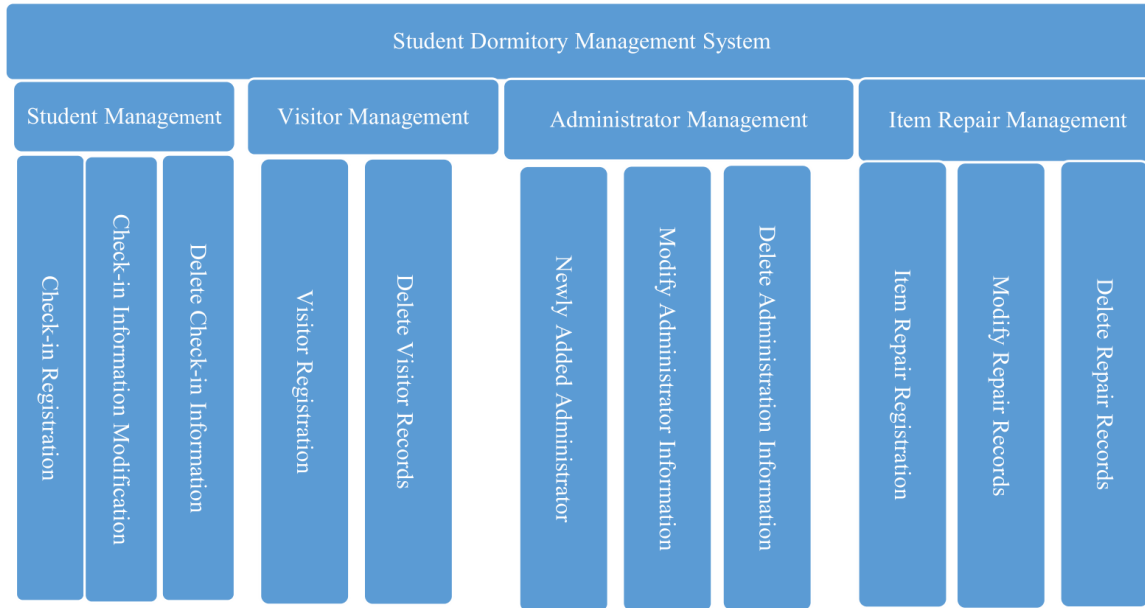 Student Dormitory Management System
Student Management
Visitor Management
Administrator Management
Item Repair Management
Check-in Registration
Check-in Information Modification
Delete Check-in Information
Visitor Registration
Delete Visitor Records
Newly Added Administrator
Modify Administrator Information
Delete Administration Information
Item Repair Registration
Modify Repair Records
Delete Repair Records